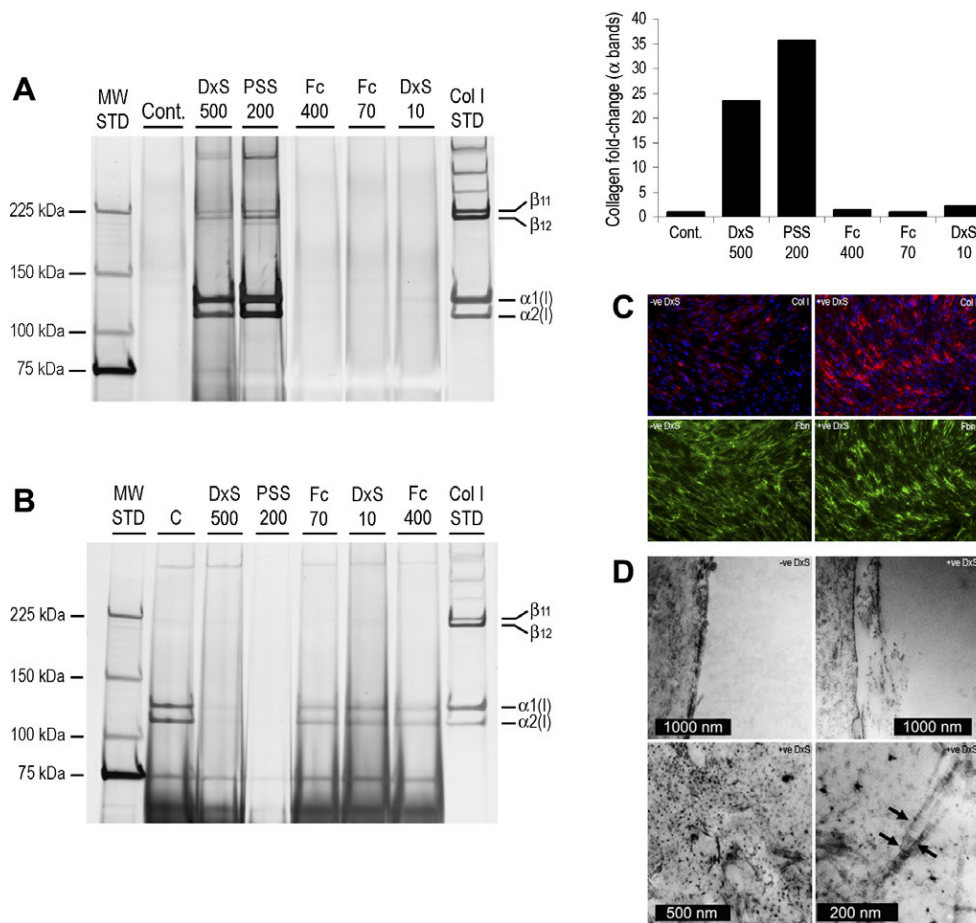 A
MW STD
Cont.
DxS 500
PSS 200
Fc 400
Fc 70
DxS 10
Col I STD
225 kDa
150 kDa
100 kDa
75 kDa
β11
β12
α1(I)
α2(I)
Collagen fold-change (α bands)
40
35
30
25
20
15
10
5
0
Cont.
DxS 500
PSS 200
Fc 400
Fc 70
DxS 10
B
MW STD
C
DxS 500
PSS 200
Fc 70
DxS 10
Fc 400
Col I STD
225 kDa
150 kDa
100 kDa
75 kDa
β11
β12
α1(I)
α2(I)
C
-ve DxS
Col I
+ve DxS
Col I
-ve DxS
Fbn
+ve DxS
Fbn
D
-ve DxS
1000 nm
+ve DxS
1000 nm
+ve DxS
500 nm
+ve DxS
200 nm